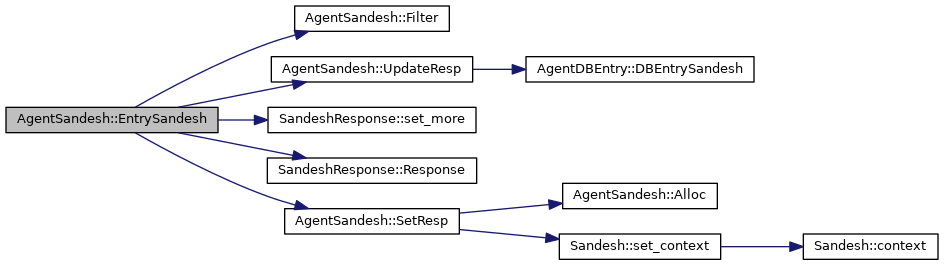 AgentSandesh::Filter
AgentSandesh::UpdateResp
AgentDBEntry::DBEntrySandesh
AgentSandesh::EntrySandesh
SandeshResponse::set_more
SandeshResponse::Response
AgentSandesh::Alloc
AgentSandesh::SetResp
Sandesh::set_context
Sandesh::context